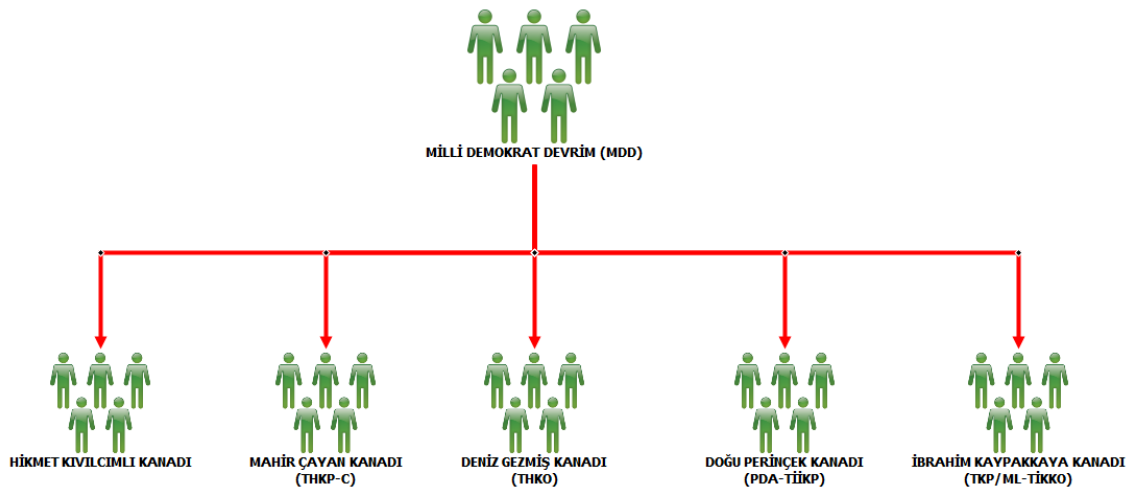 MİLLİ DEMOKRAT DEVRİM (MDD)
HİKMET KIVILCIMLI KANADI
MAHİR ÇAYAN KANADI
(THKP-C)
DENİZ GEZMİŞ KANADI
(THKO)
DOĞU PERİNÇEK KANADI
(PDA-TİİKP)
İBRAHİM KAYPAKKAYA KANADI
(TKP/ML-TİKKO)